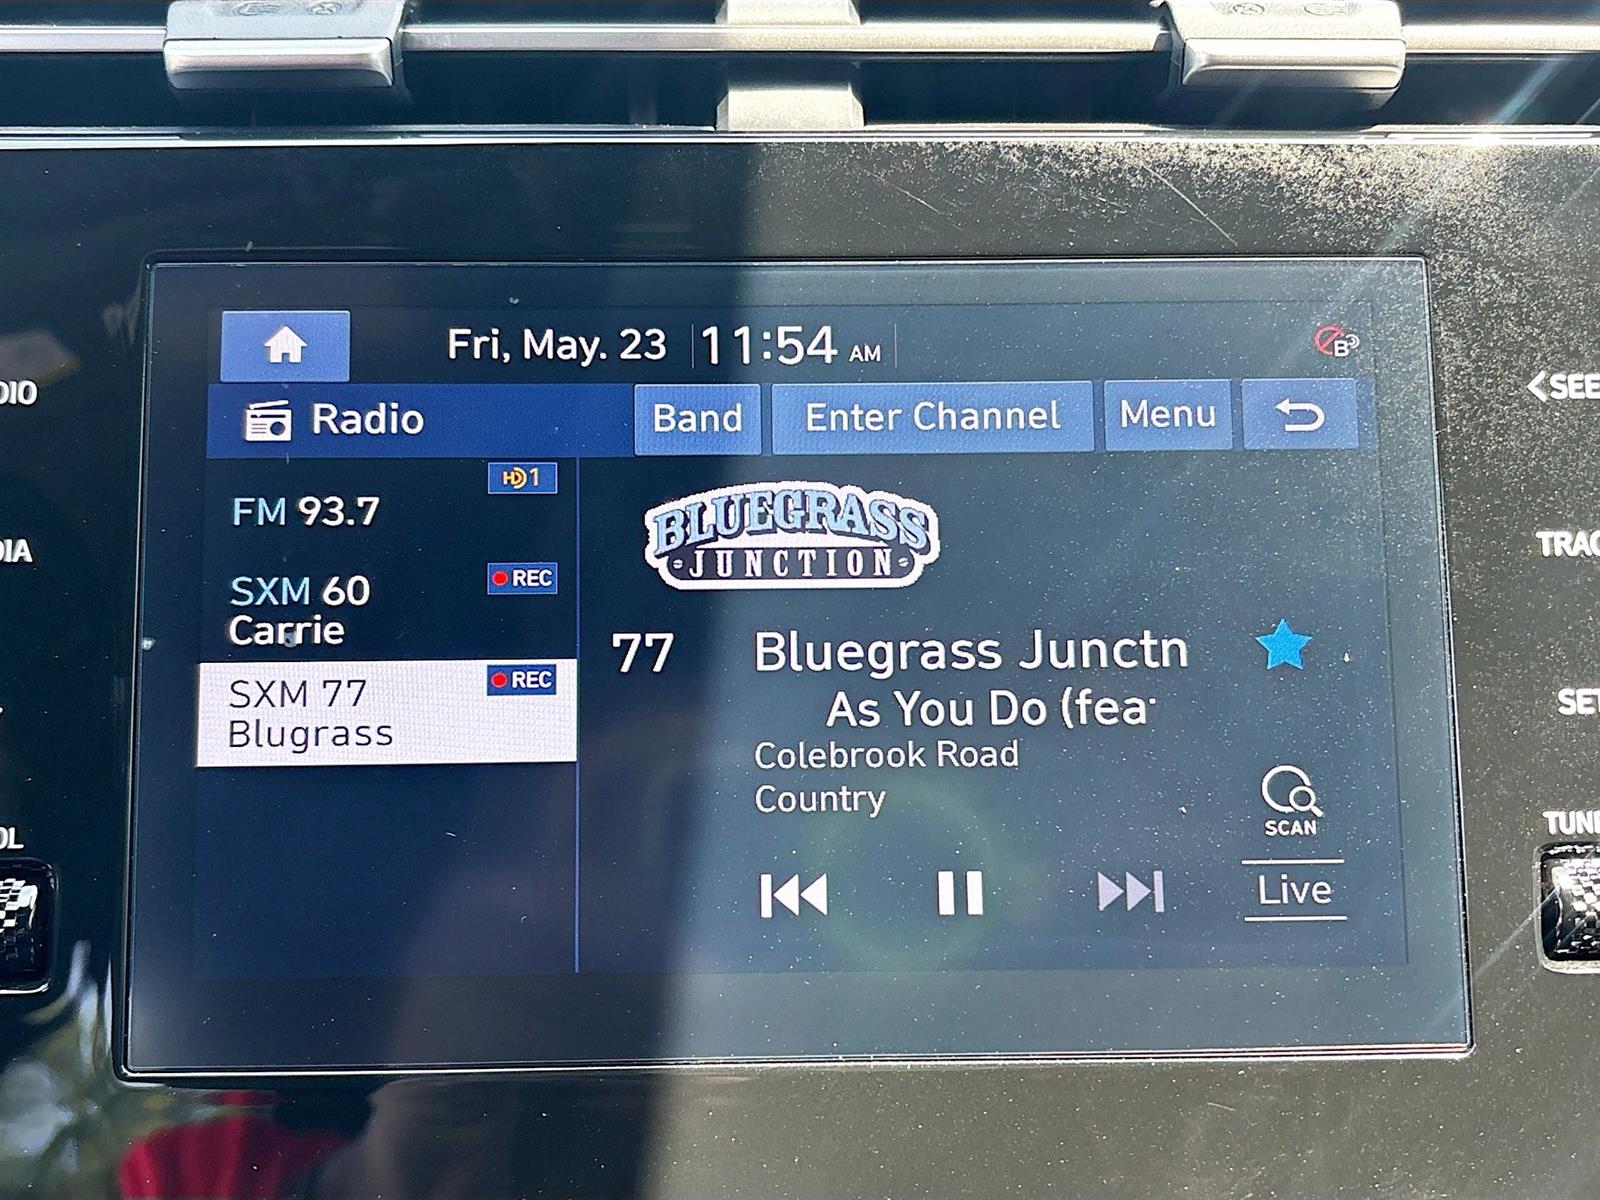 Fri, May. 23 11:54 AM
B
Radio Band Enter Channel Menu
HD 1
FM 93.7
SXM 60 REC
Carrie
SXM 77 REC
Blugrass
BLUEGRASS
JUNCTION
77 Bluegrass Junctn
As You Do (fea
Colebrook Road
Country
SCAN
Live